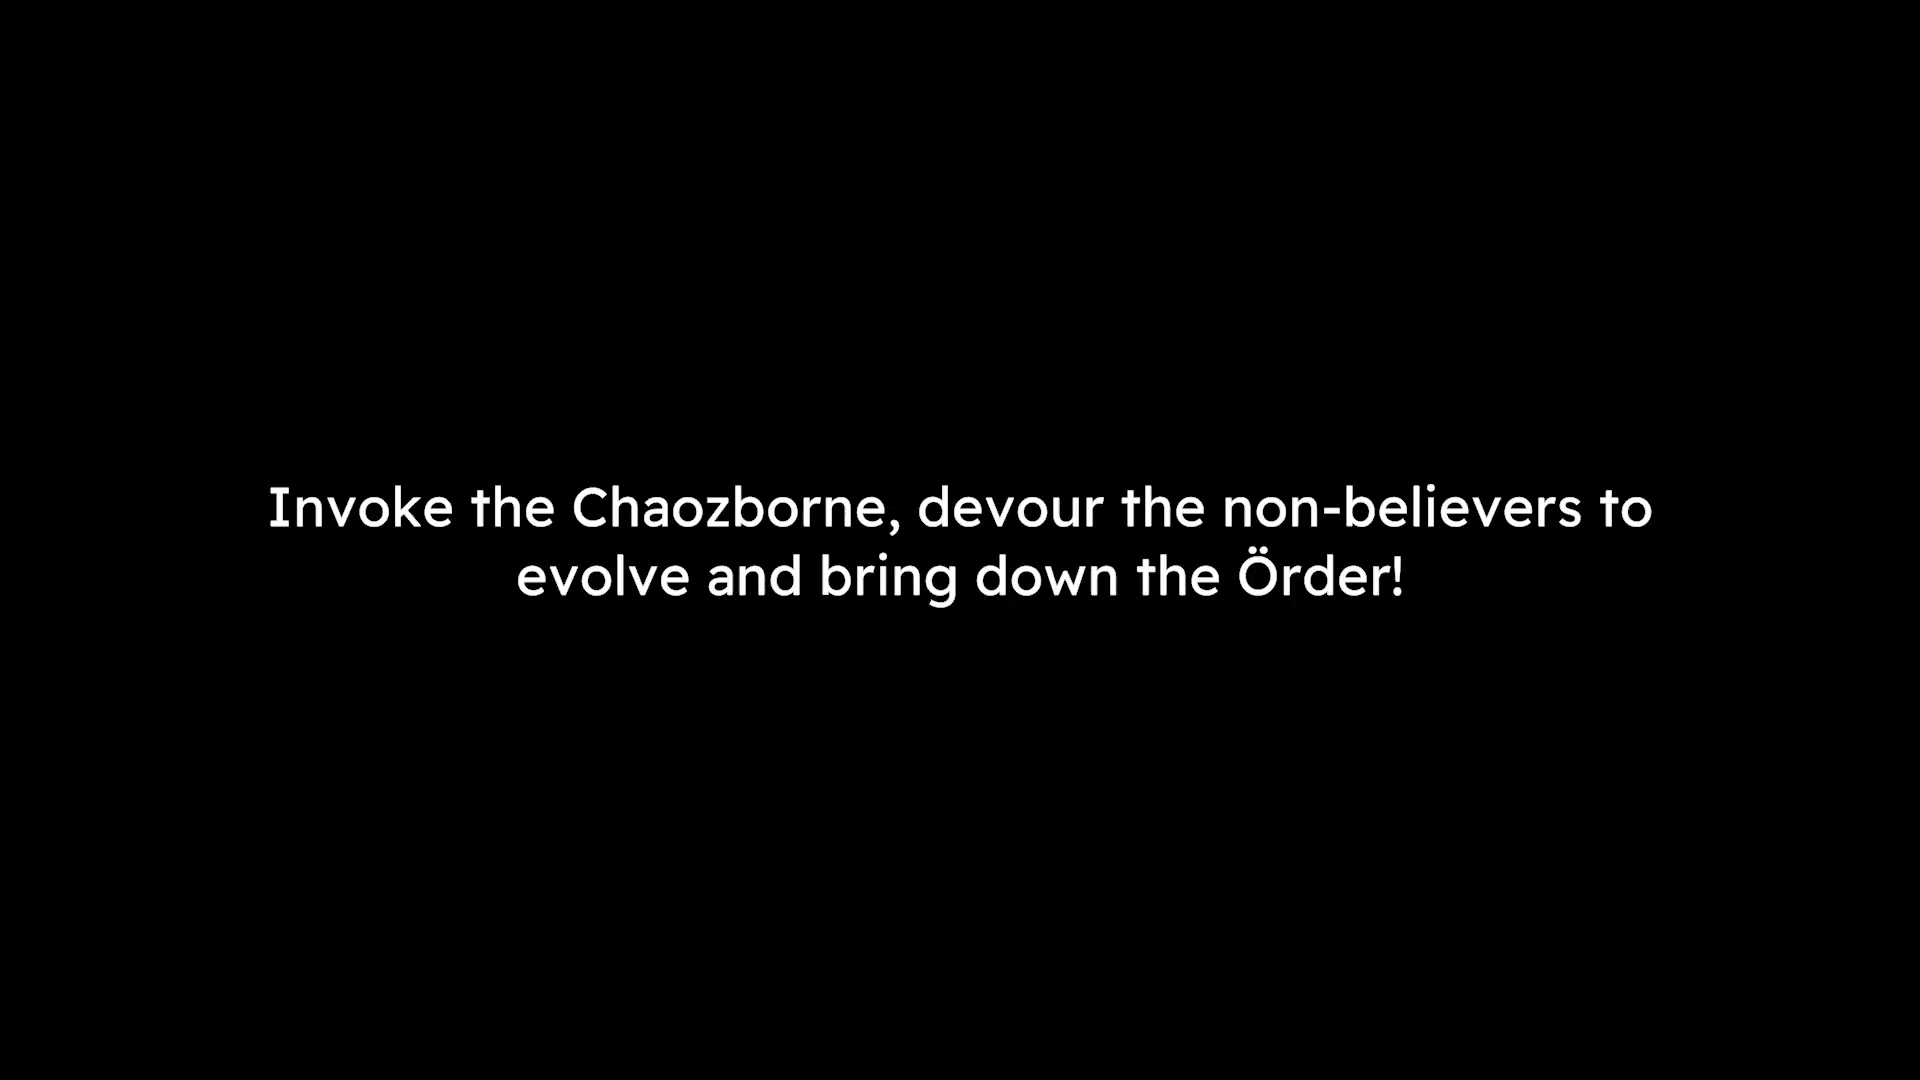 Invoke the Chaozborne, devour the non-believers to
evolve and bring down the Örder!